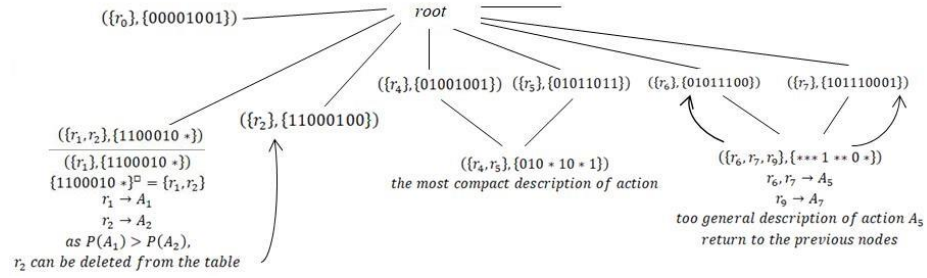 root
({r₀},{00001001})
({r₄},{01001001})
({r₅},{01011011})
({r₆},{01011100})
({r₇},{101110001})
({r₂},{11000100})
({r₁,r₂},{1100010 *})
({r₁},{1100010 *})
{1100010 *}□ = {r₁,r₂}
r₁ → A₁
r₂ → A₂
as P(A₁) > P(A₂),
r₂ can be deleted from the table
({r₄,r₅},{010 * 10 * 1})
the most compact description of action
({r₆,r₇,r₉},{*** 1 ** 0 *})
r₆,r₇ → A₅
r₉ → A₇
too general description of action A₅
return to the previous nodes